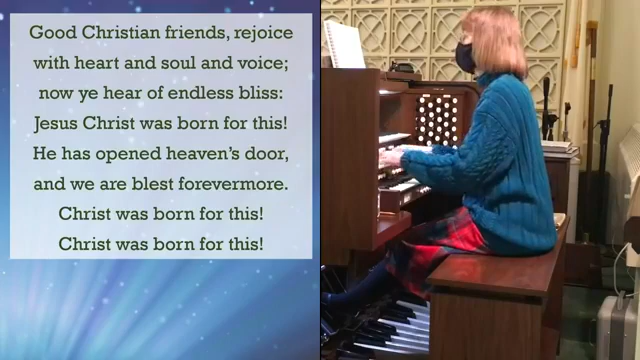 Good Christian friends, rejoice
with heart and soul and voice;
now ye hear of endless bliss:
Jesus Christ was born for this!
He has opened heaven's door,
and we are blest forevermore.
Christ was born for this!
Christ was born for this!